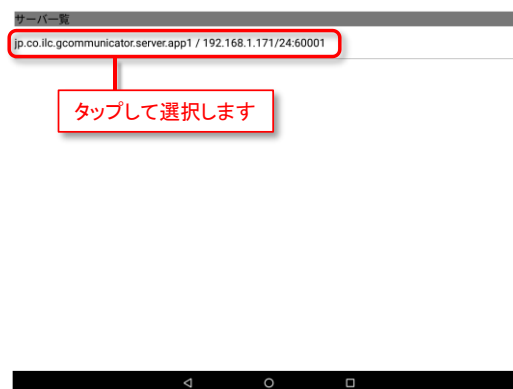 サーバ一覧
jp.co.ilc.gcommunicator.server.app1 / 192.168.1.171/24:60001
タップして選択します